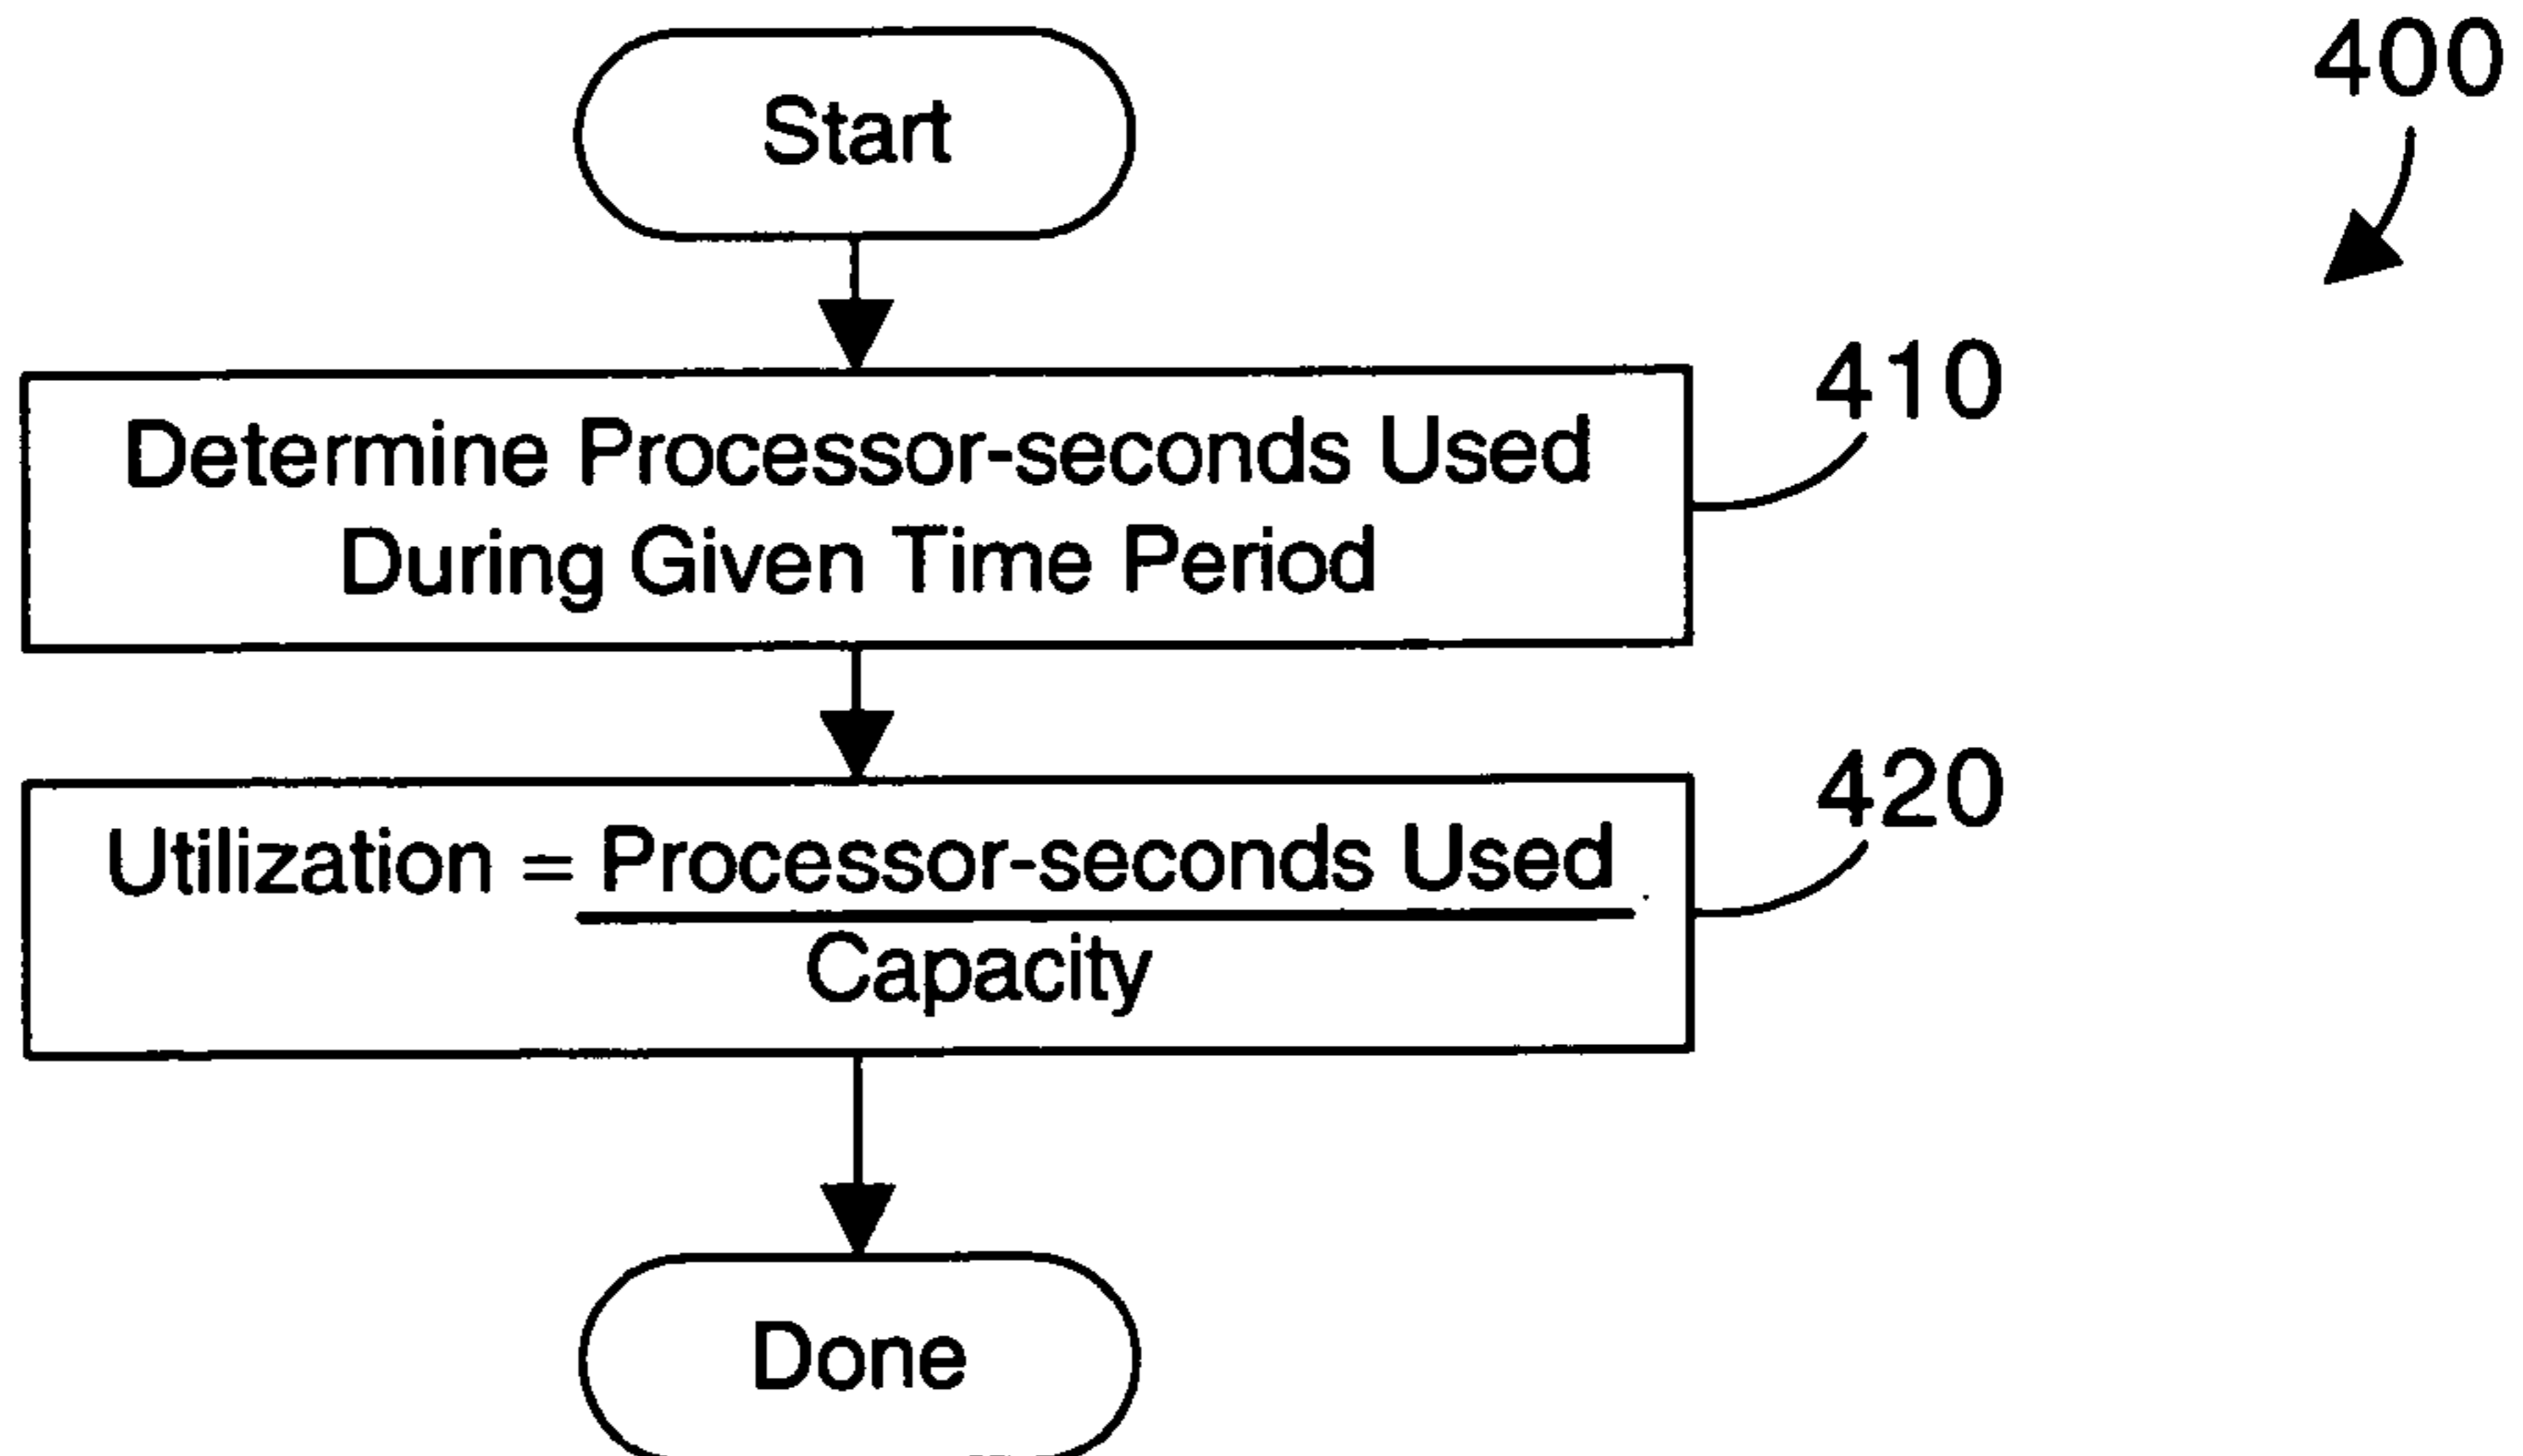 Start
400
Determine Processor-seconds Used
During Given Time Period
410
Utilization = Processor-seconds Used
Capacity
420
Done